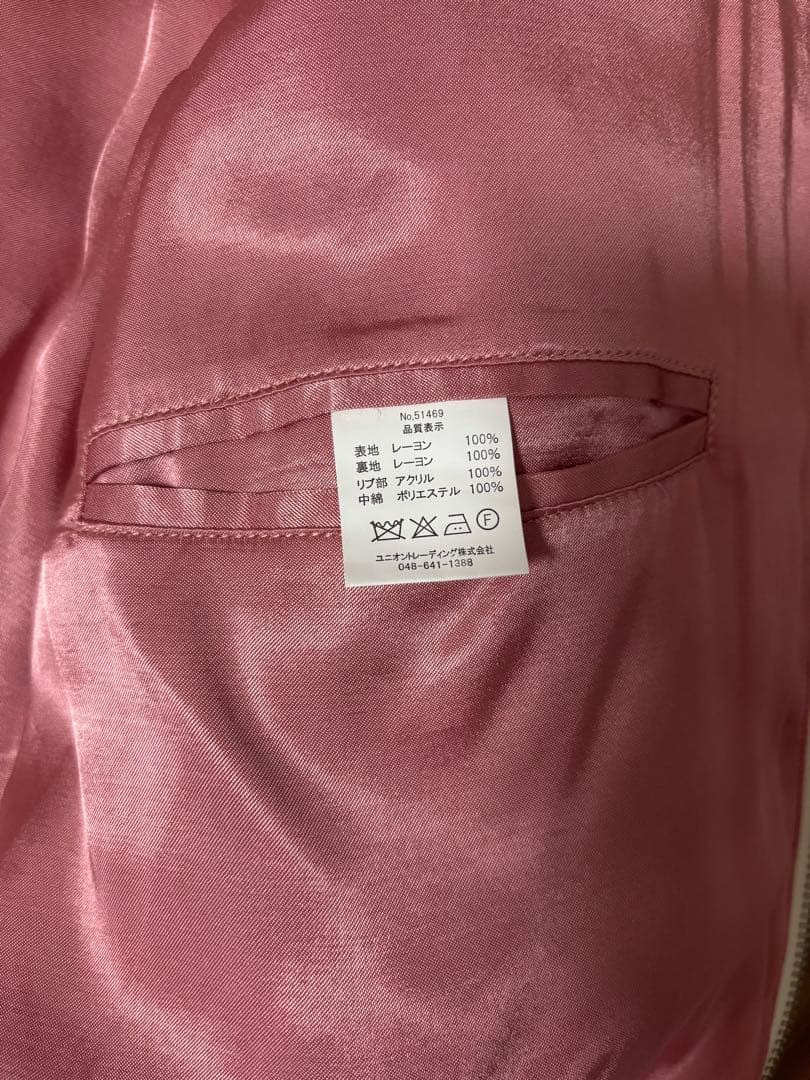 No,51469
品質表示
表地 レーヨン 100%
裏地 レーヨン 100%
リブ部 アクリル 100%
中綿 ポリエステル 100%
F
ユニオントレーディング株式会社
048-641-1388